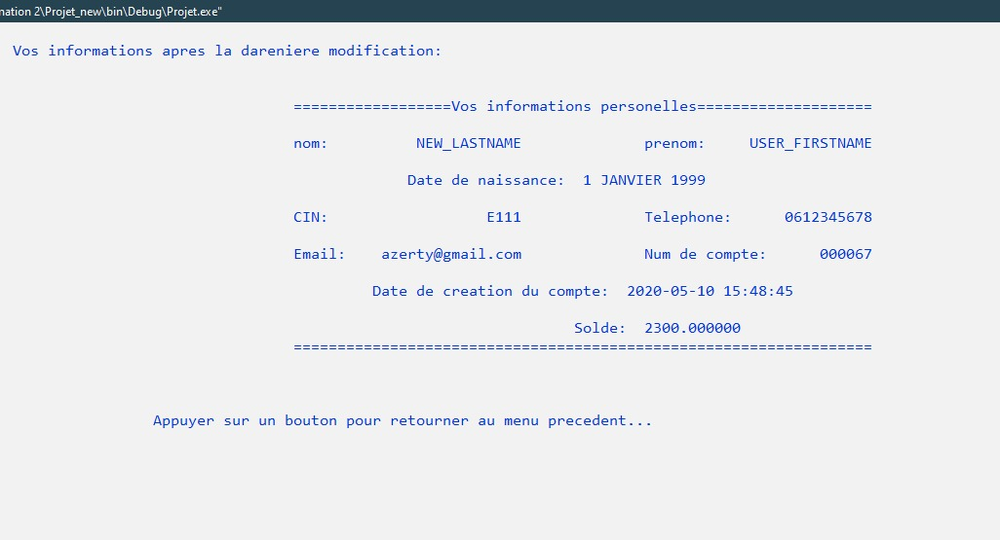 mation 2\Projet_new\bin\Debug\Projet.exe"
Vos informations apres la dareniere modification:
==================Vos informations personelles====================
nom: NEW_LASTNAME prenom: USER_FIRSTNAME
Date de naissance: 1 JANVIER 1999
CIN: E111 Telephone: 0612345678
Email: azerty@gmail.com Num de compte: 000067
Date de creation du compte: 2020-05-10 15:48:45
Solde: 2300.000000
==================================================================
Appuyer sur un bouton pour retourner au menu precedent...